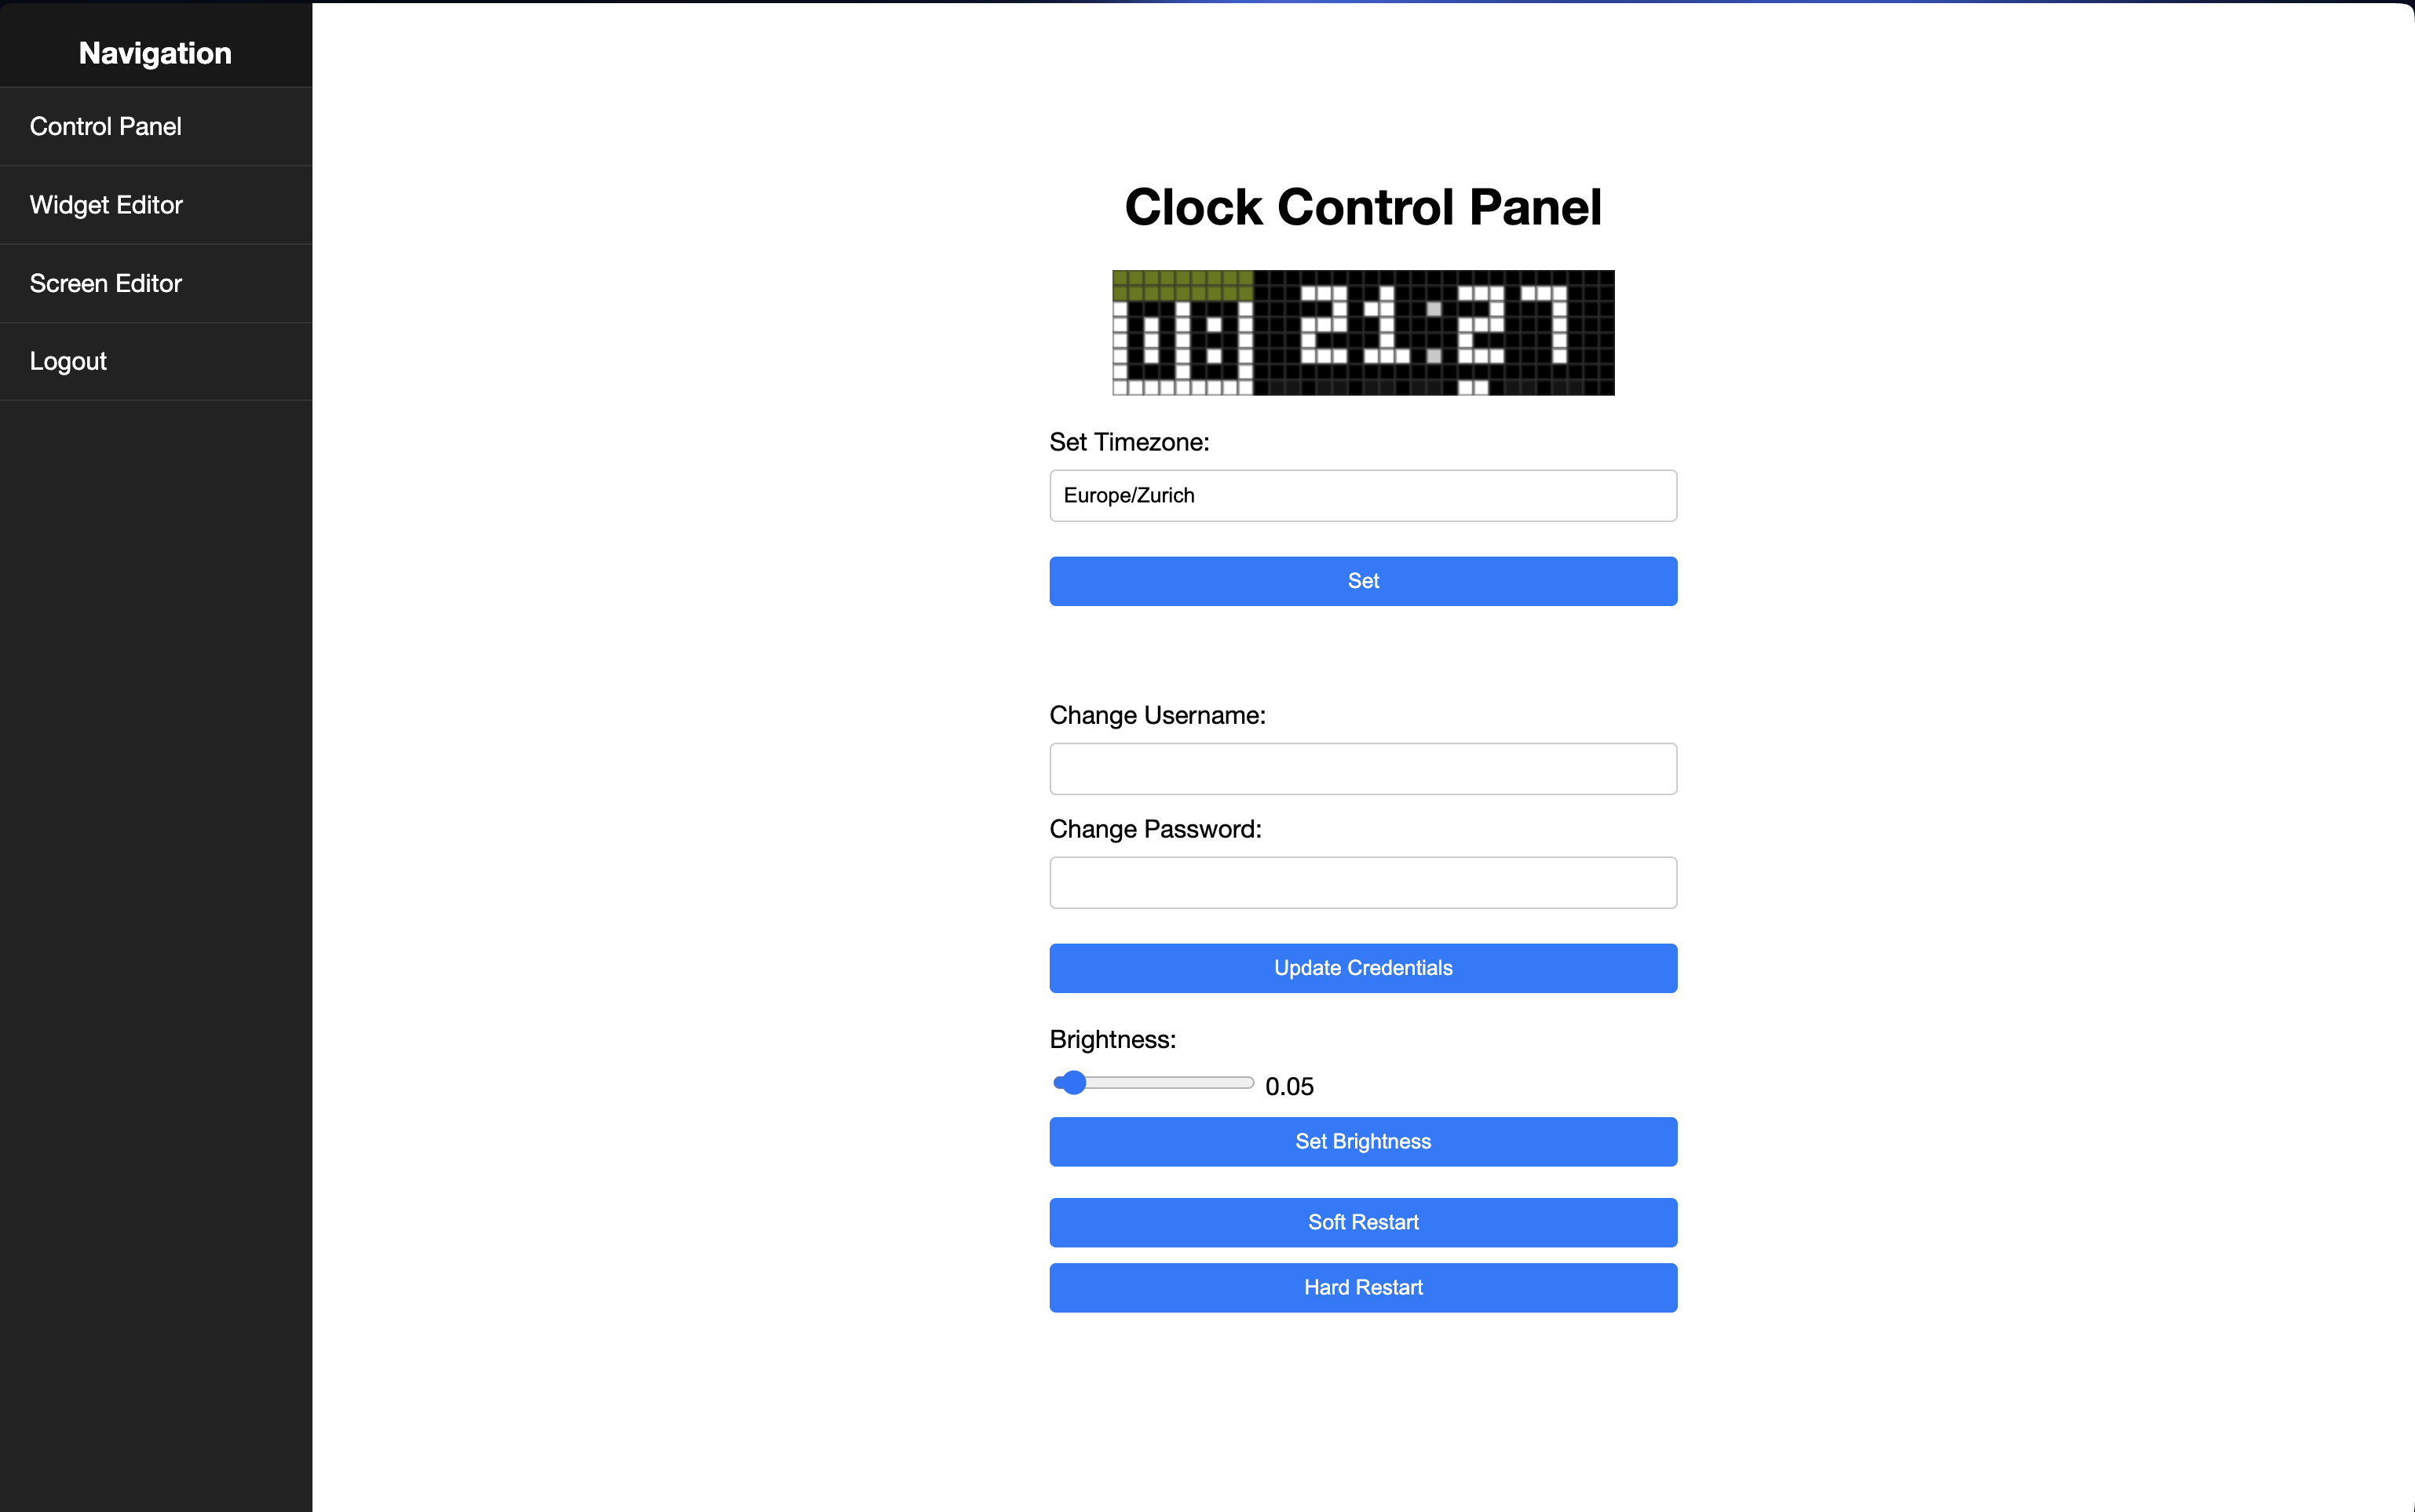 Navigation
Control Panel
Widget Editor
Screen Editor
Logout
Clock Control Panel
08 21:27
Set Timezone:
Europe/Zurich
Set
Change Username:
Change Password:
Update Credentials
Brightness:
0.05
Set Brightness
Soft Restart
Hard Restart